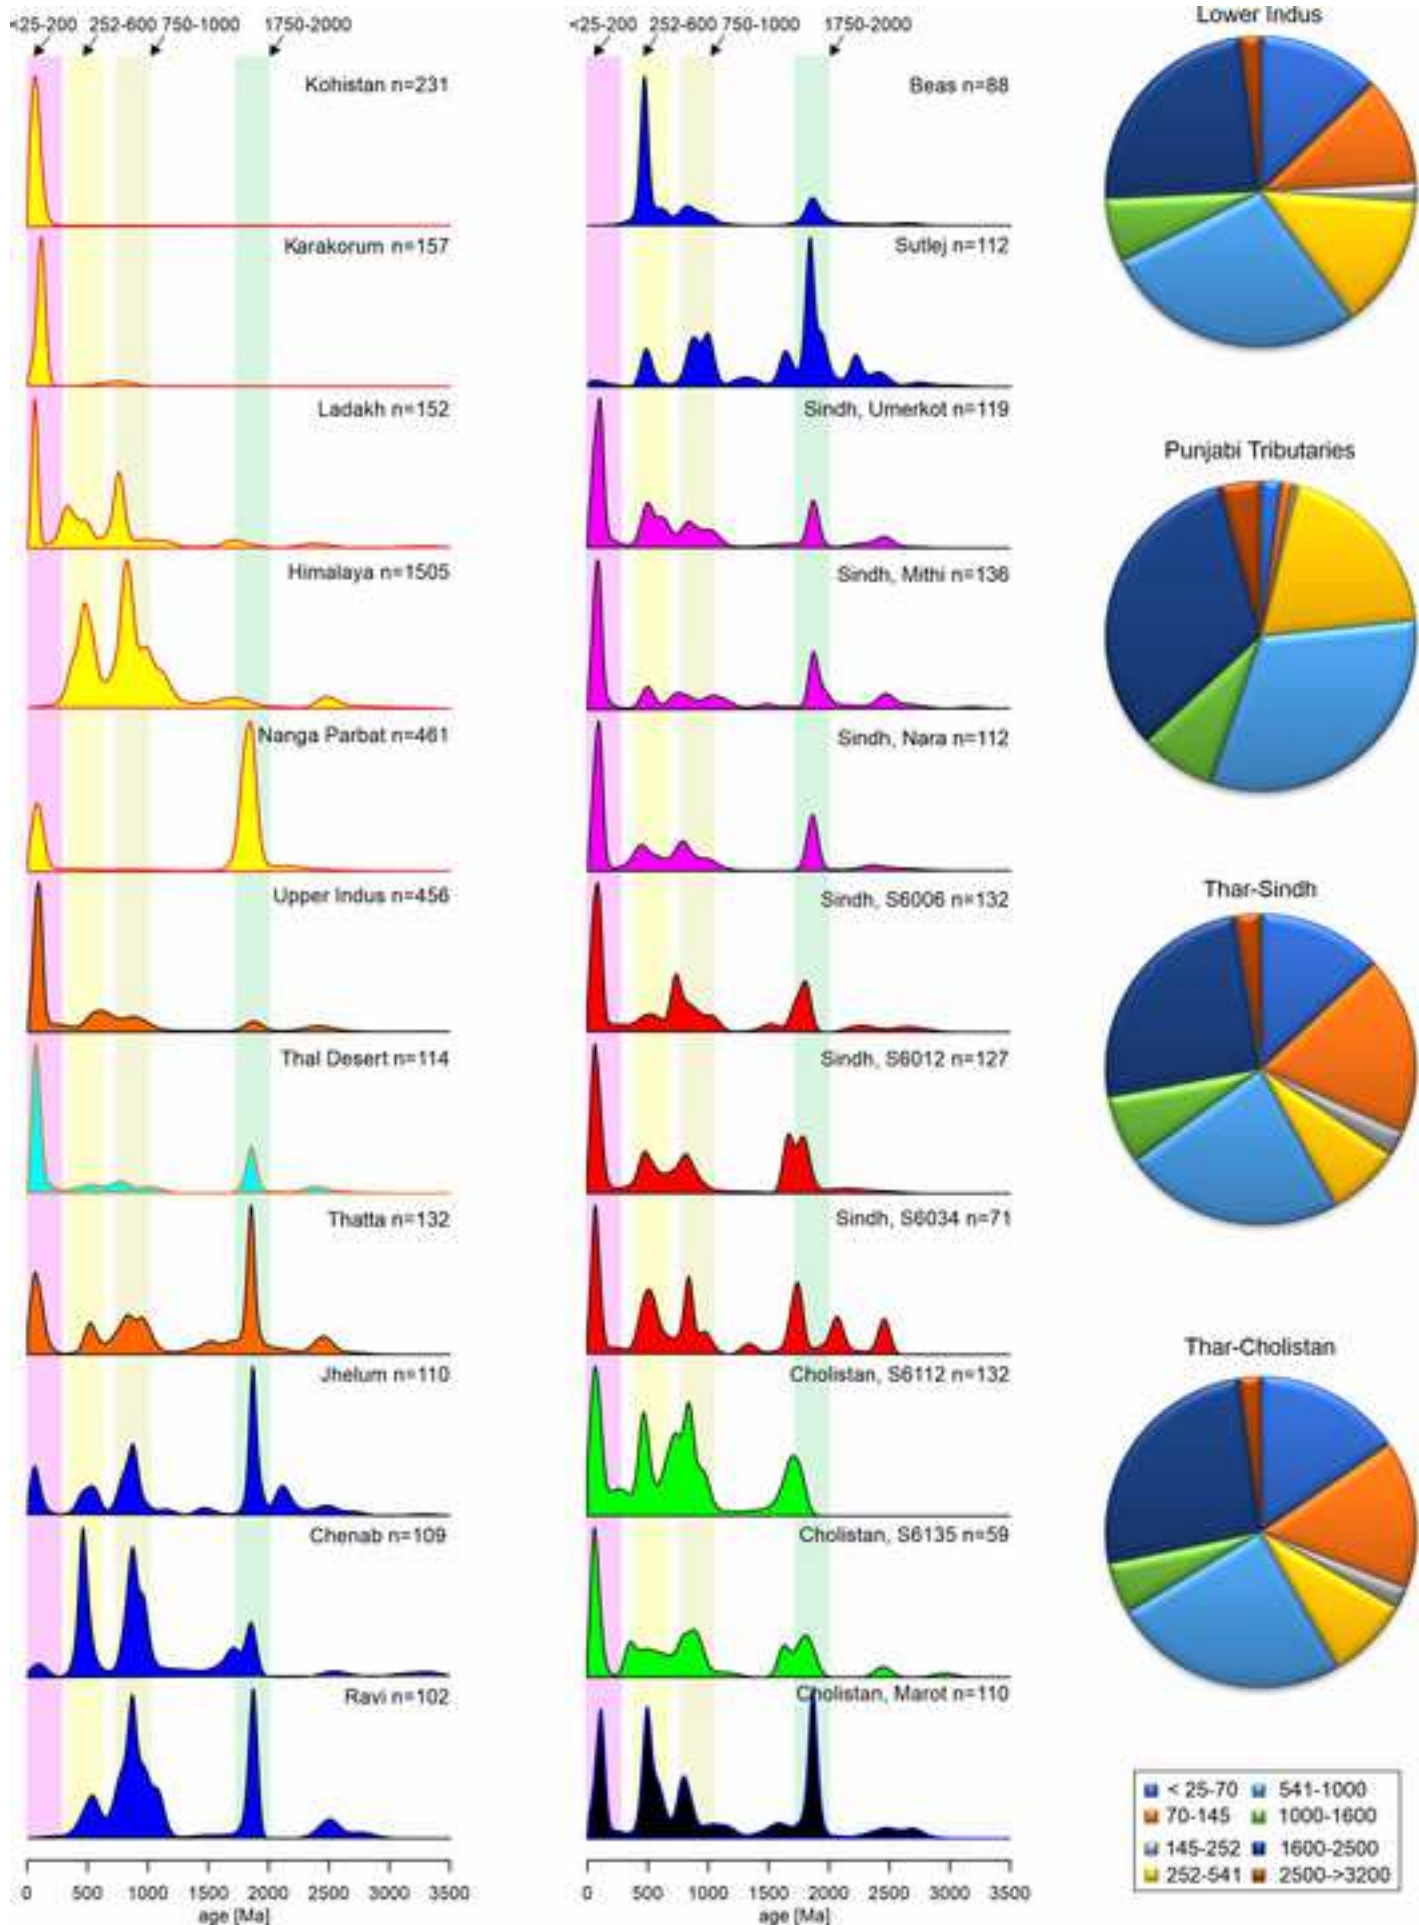 <25-200 252-600 750-1000 1750-2000
Kohistan n=231
Karakorum n=157
Ladakh n=152
Himalaya n=1505
Nanga Parbat n=461
Upper Indus n=456
Thal Desert n=114
Thatta n=132
Jhelum n=110
Chenab n=109
Ravi n=102
0 500 1000 1500 2000 2500 3000 3500
age [Ma]
<25-200 252-600 750-1000 1750-2000
Beas n=88
Sutlej n=112
Sindh, Umerkot n=119
Sindh, Mithi n=136
Sindh, Nara n=112
Sindh, S6006 n=132
Sindh, S6012 n=127
Sindh, S6034 n=71
Cholistan, S6112 n=132
Cholistan, S6135 n=59
Cholistan, Marot n=110
0 500 1000 1500 2000 2500 3000 3500
age [Ma]
Lower Indus
Punjabi Tributaries
Thar-Sindh
Thar-Cholistan
< 25-70 541-1000
70-145 1000-1600
145-252 1600-2500
252-541 2500->3200